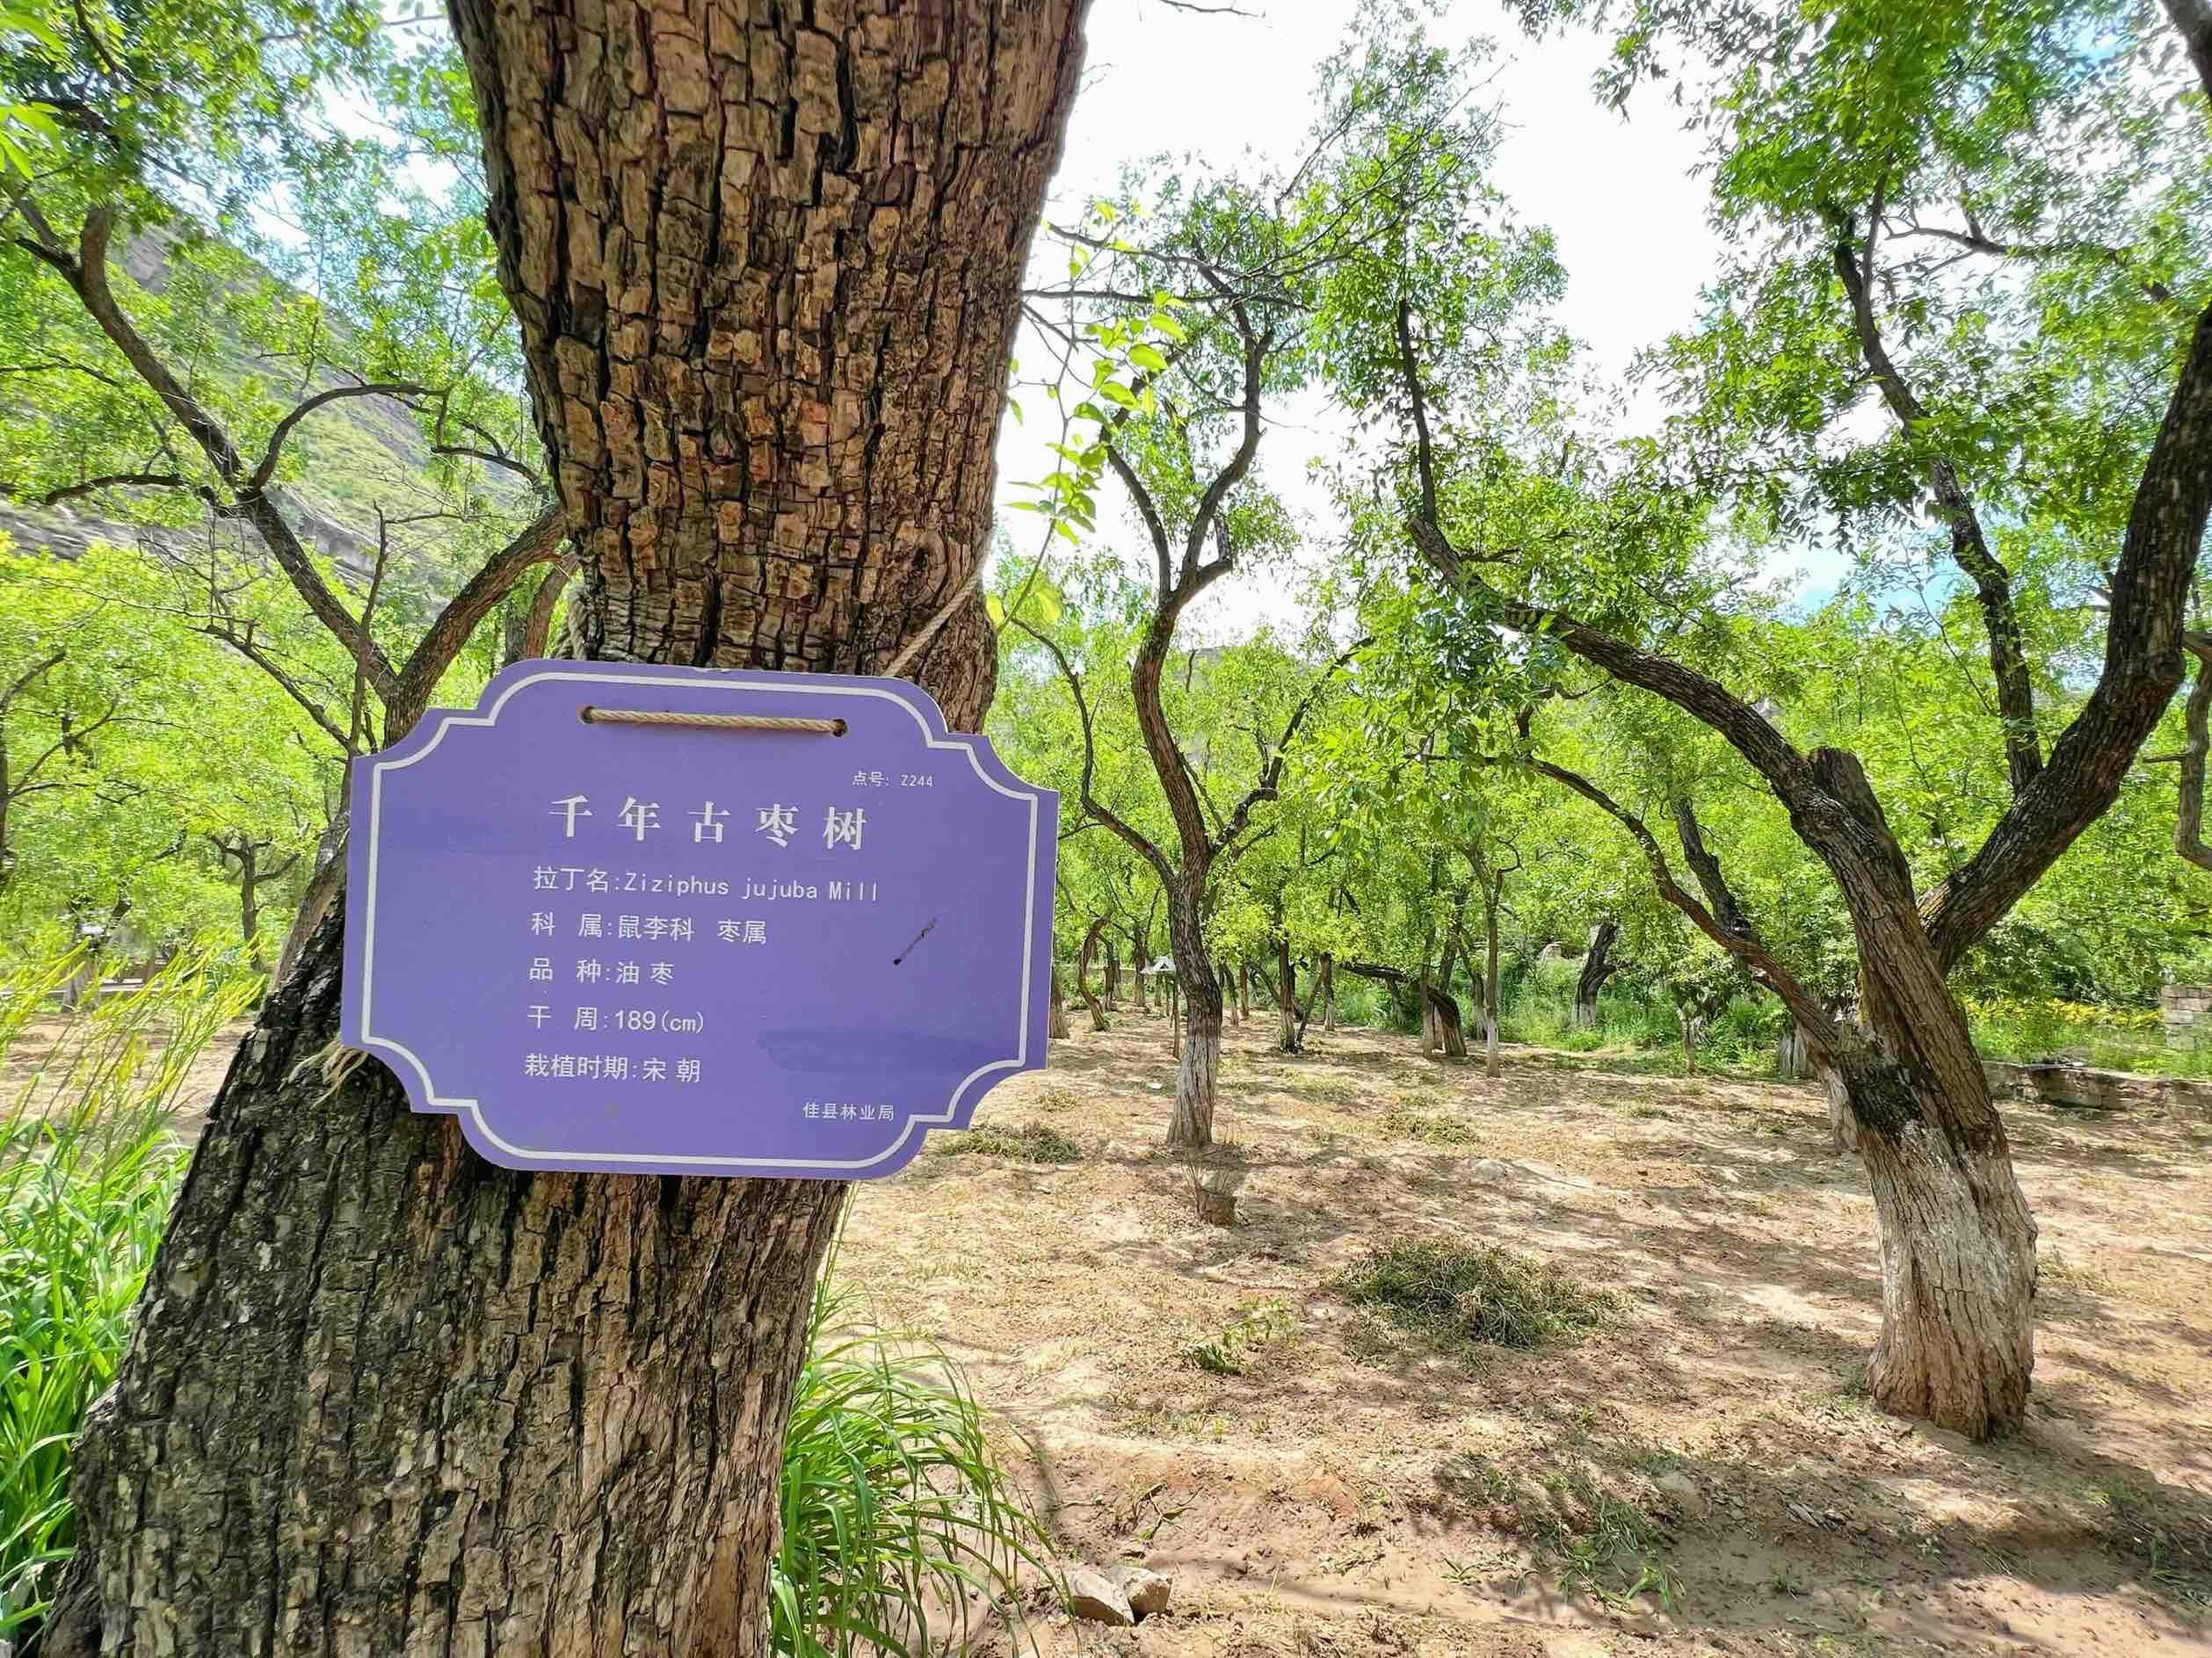 点号: Z244
千年古枣树
拉丁名:Ziziphus jujuba Mill
科 属:鼠李科 枣属
品 种:油枣
干 周:189(cm)
栽植时期:宋朝
佳县林业局